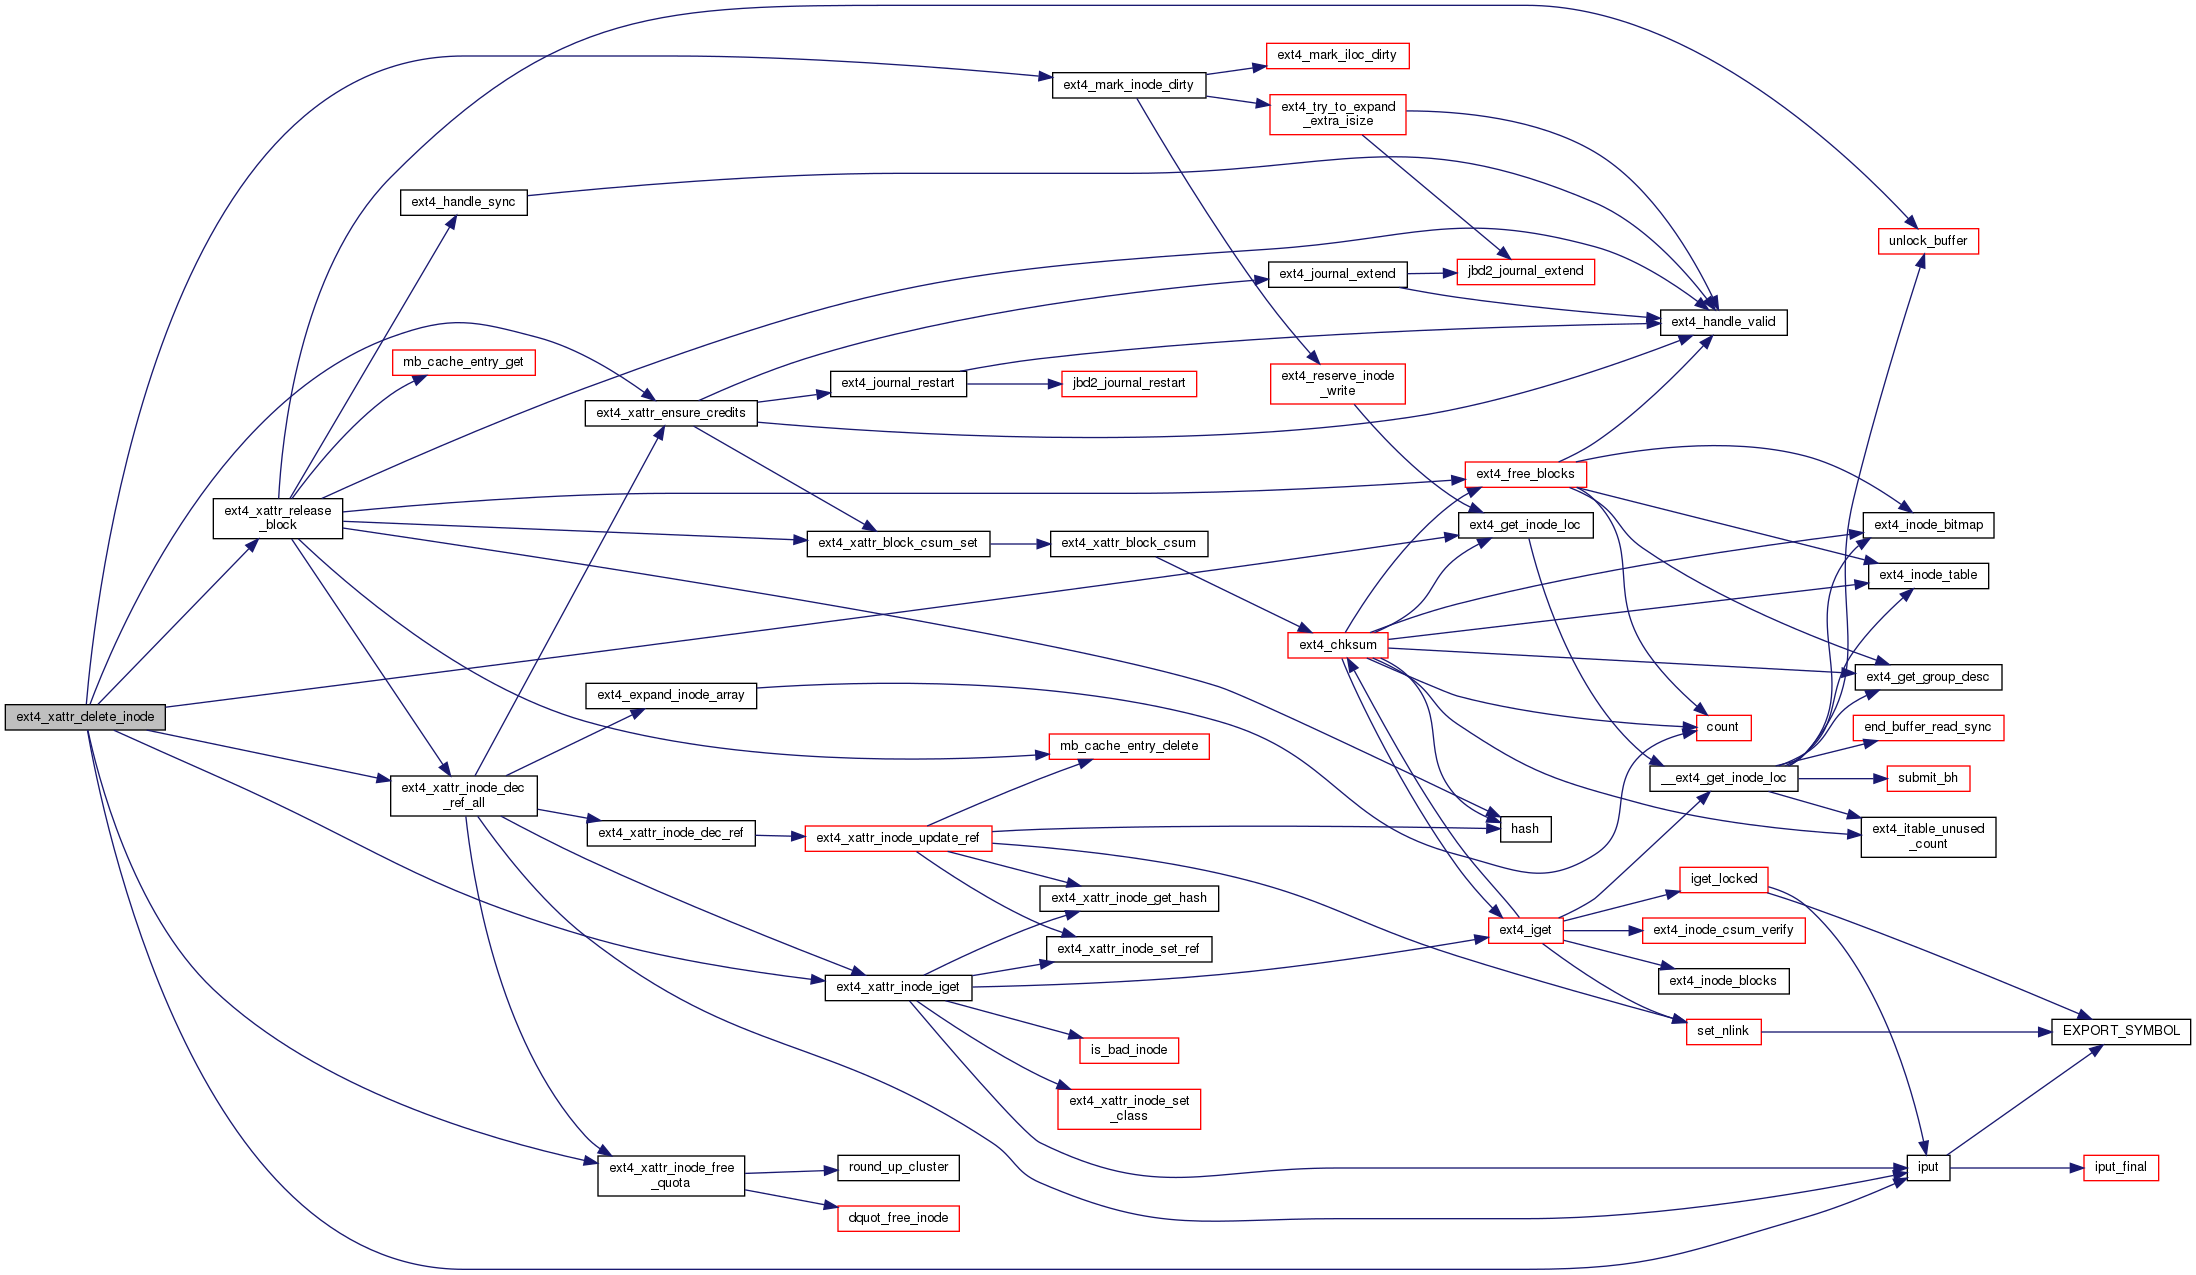 ext4_xattr_delete_inode
ext4_xattr_release
_block
ext4_handle_sync
mb_cache_entry_get
ext4_xattr_inode_dec
_ref_all
ext4_xattr_ensure_credits
ext4_expand_inode_array
ext4_xattr_inode_dec_ref
ext4_xattr_inode_free
_quota
ext4_journal_restart
ext4_xattr_block_csum_set
ext4_xattr_inode_update_ref
ext4_xattr_inode_iget
round_up_cluster
dquot_free_inode
ext4_mark_inode_dirty
jbd2_journal_restart
ext4_xattr_block_csum
mb_cache_entry_delete
ext4_xattr_inode_get_hash
ext4_xattr_inode_set_ref
is_bad_inode
ext4_xattr_inode_set
_class
ext4_mark_iloc_dirty
ext4_try_to_expand
_extra_isize
ext4_journal_extend
ext4_reserve_inode
_write
ext4_chksum
jbd2_journal_extend
ext4_free_blocks
ext4_get_inode_loc
hash
ext4_iget
ext4_handle_valid
count
__ext4_get_inode_loc
iget_locked
ext4_inode_csum_verify
ext4_inode_blocks
set_nlink
unlock_buffer
ext4_inode_bitmap
ext4_inode_table
ext4_get_group_desc
end_buffer_read_sync
submit_bh
ext4_itable_unused
_count
iput
EXPORT_SYMBOL
iput_final